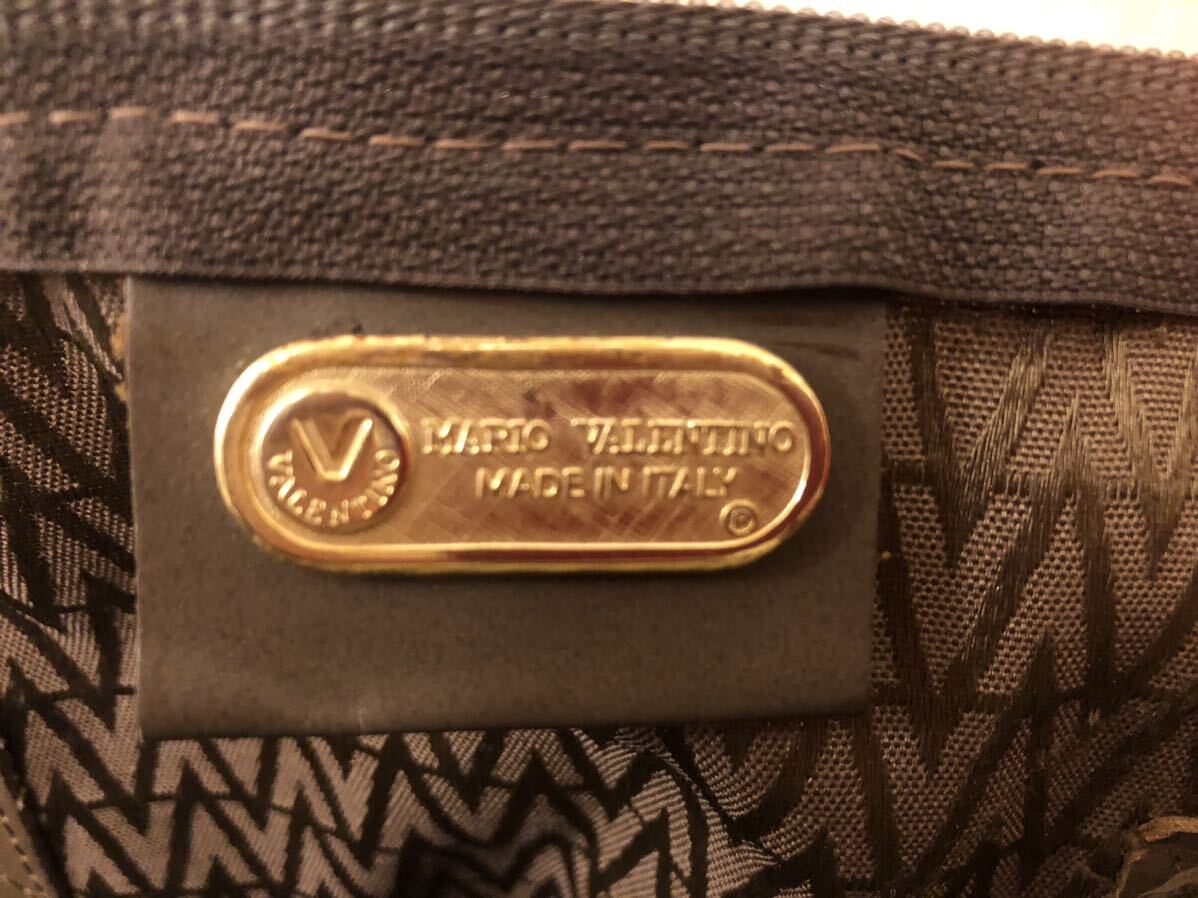 V
VALENTINO
MARIO VALENTINO
MADE IN ITALY
©